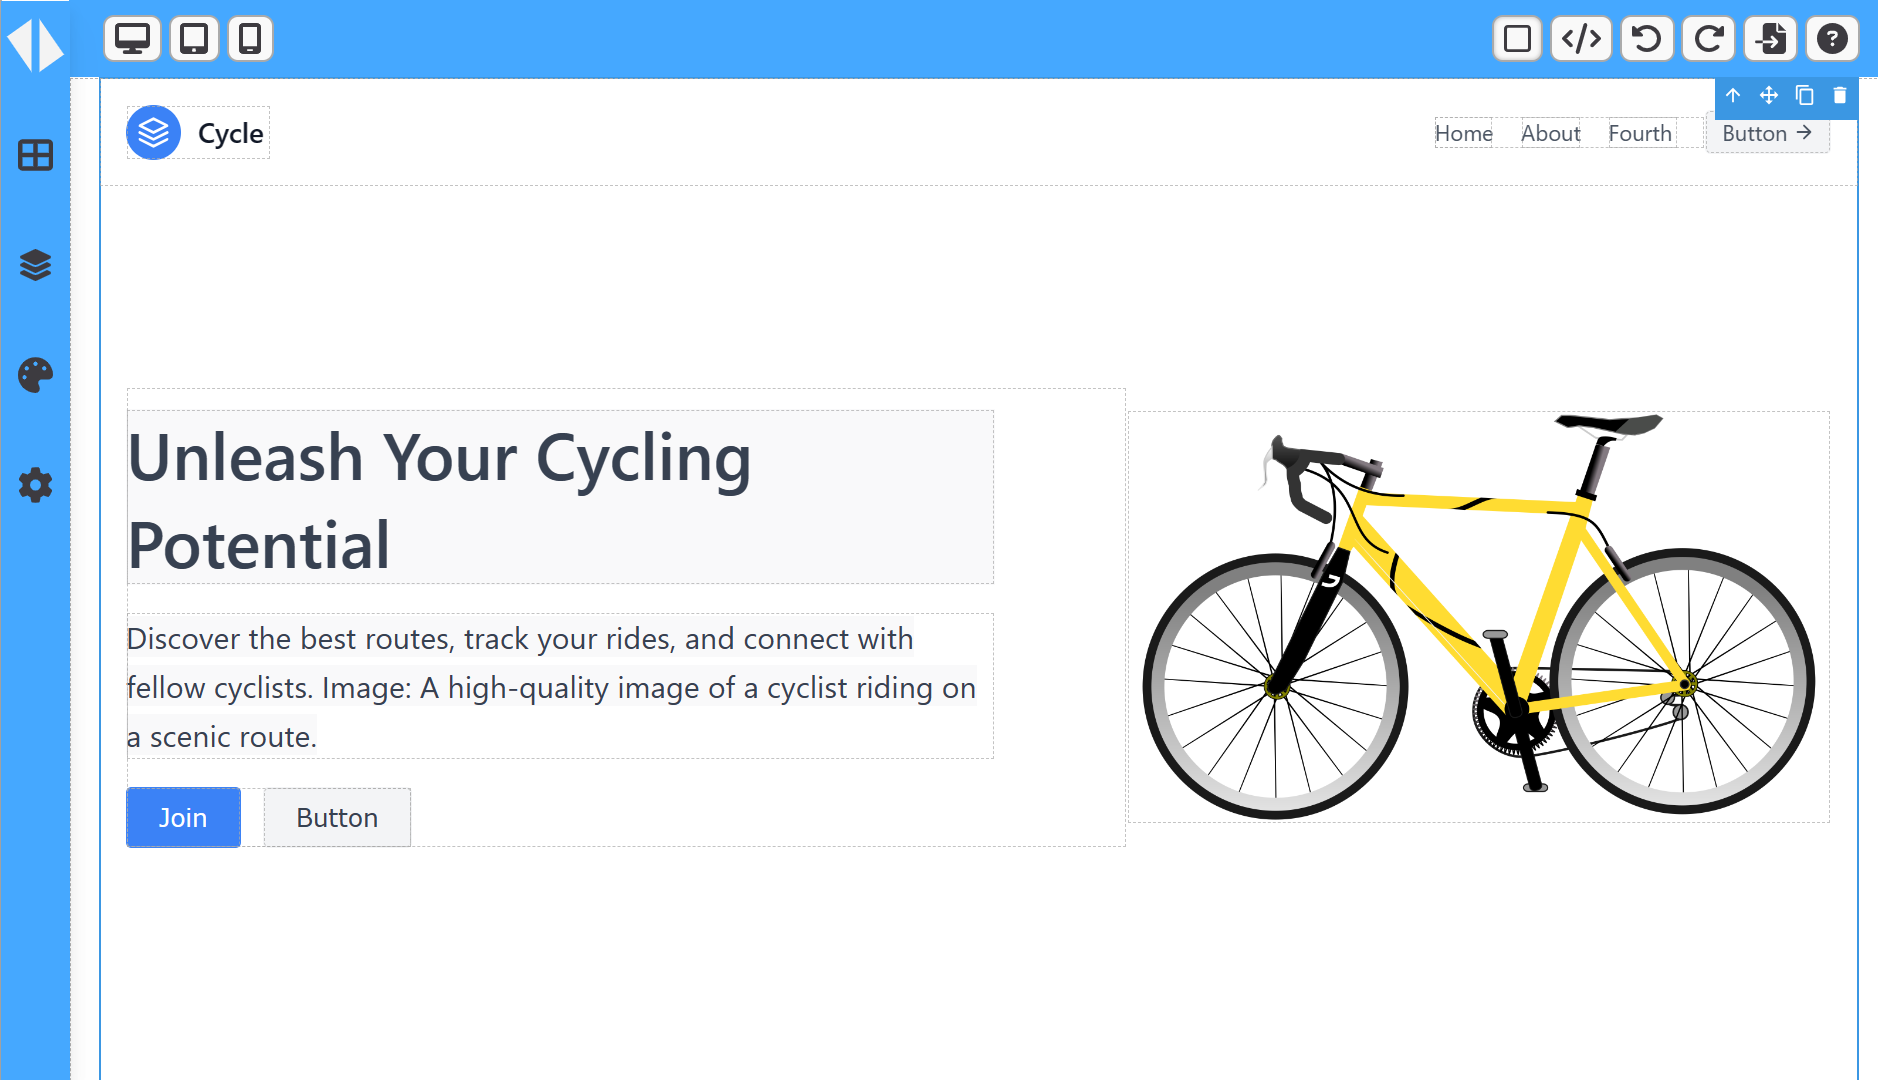 Cycle
Home
About
Fourth
Button →
Unleash Your Cycling
Potential
Discover the best routes, track your rides, and connect with
fellow cyclists. Image: A high-quality image of a cyclist riding on
a scenic route.
Join
Button